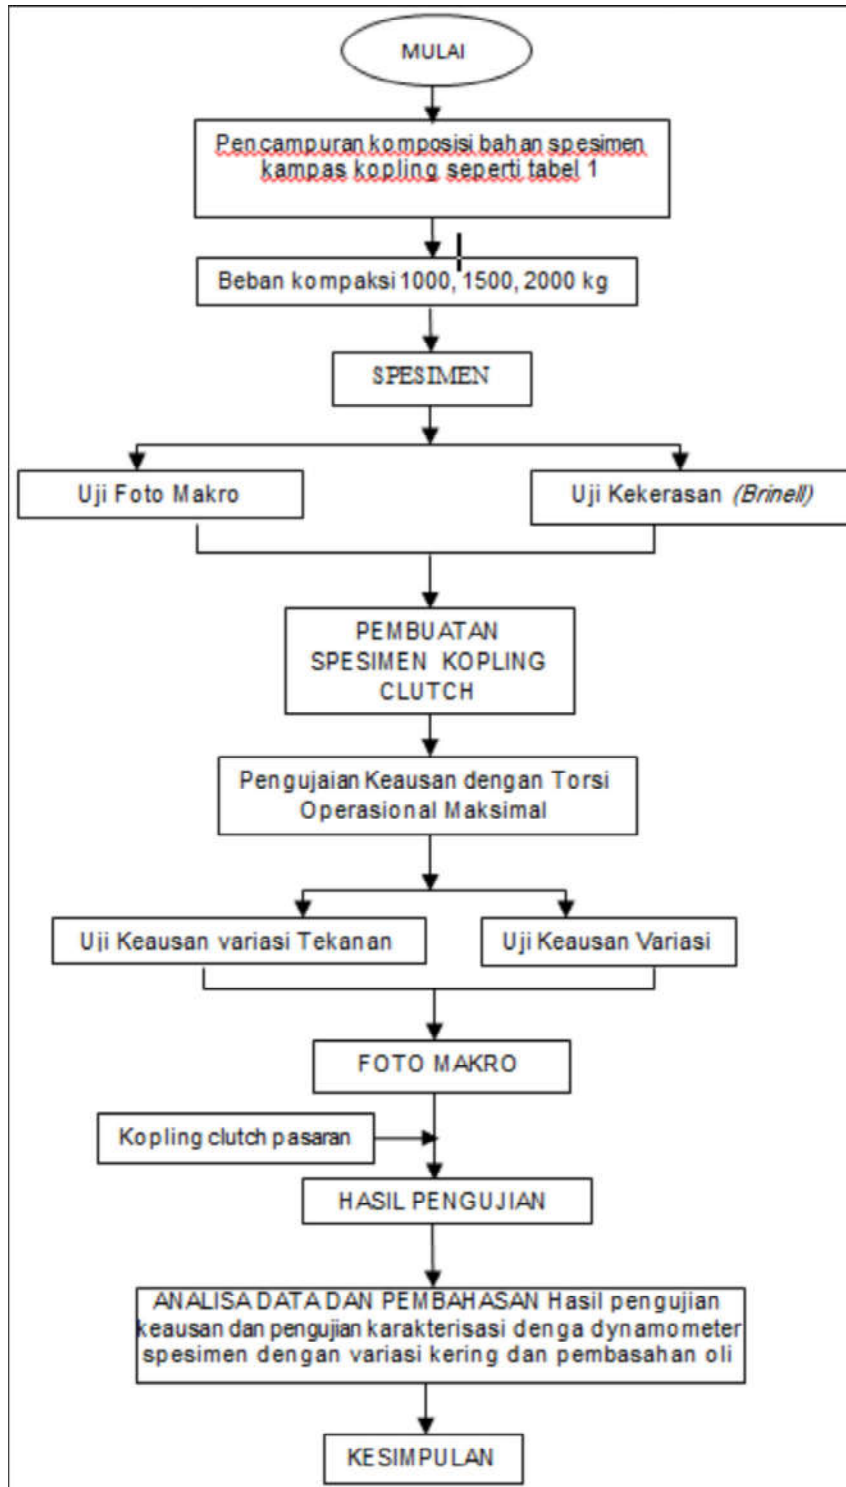 MULAI
Pencampuran komposisi bahan spesimen
kampas kopling seperti tabel 1
Beban kompaksi 1000, 1500, 2000 kg
SPESIMEN
Uji Foto Makro
Uji Kekerasan (Brinell)
PEMBUATAN
SPESIMEN KOPLING
CLUTCH
Pengujaian Keausan dengan Torsi
Operasional Maksimal
Uji Keausan variasi Tekanan
Uji Keausan Variasi
FOTO MAKRO
Kopling clutch pasaran
HASIL PENGUJIAN
ANALISA DATA DAN PEMBAHASAN Hasil pengujian
keausan dan pengujian karakterisasi denga dynamometer
spesimen dengan variasi kering dan pembasahan oli
KESIMPULAN